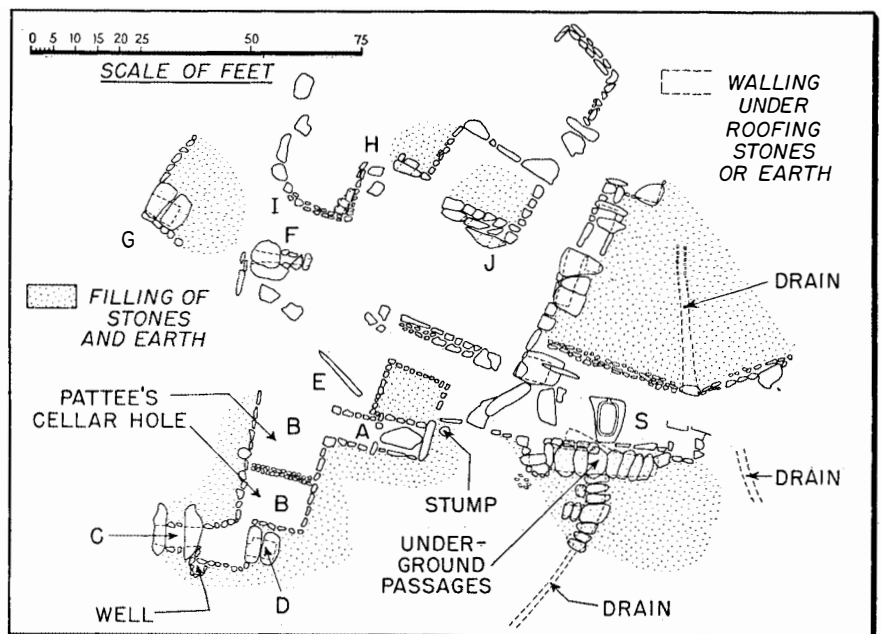 0 5 10 15 20 25 50 75
SCALE OF FEET
WALLING
UNDER
ROOFING
STONES
OR EARTH
H
I
G
F
J
DRAIN
FILLING OF
STONES
AND EARTH
E
PATTEE'S
CELLAR HOLE
B
A
S
B
STUMP
DRAIN
C
UNDER-
GROUND
PASSAGES
WELL
D
DRAIN